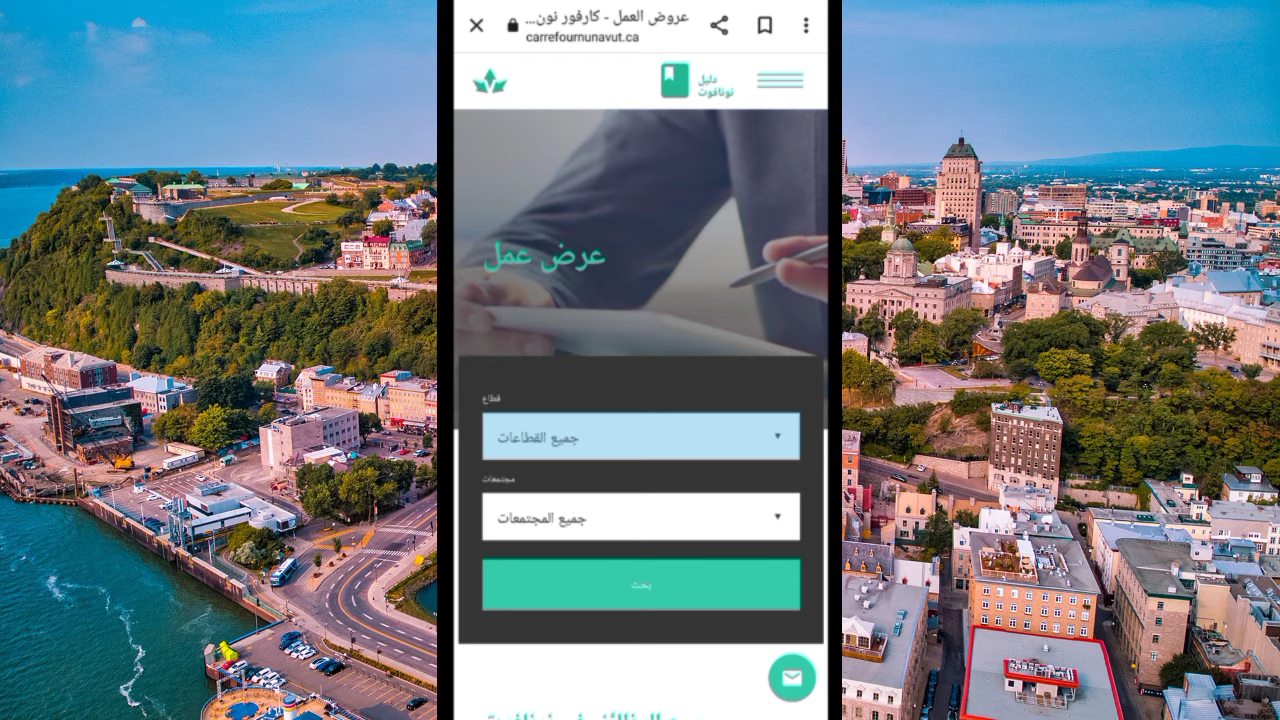 عروض العمل - كارفور نون...
carrefournunavut.ca
دليل
نونافوت
عرض عمل
قطاع
جميع القطاعات
مجتمعات
جميع المجتمعات
بحث